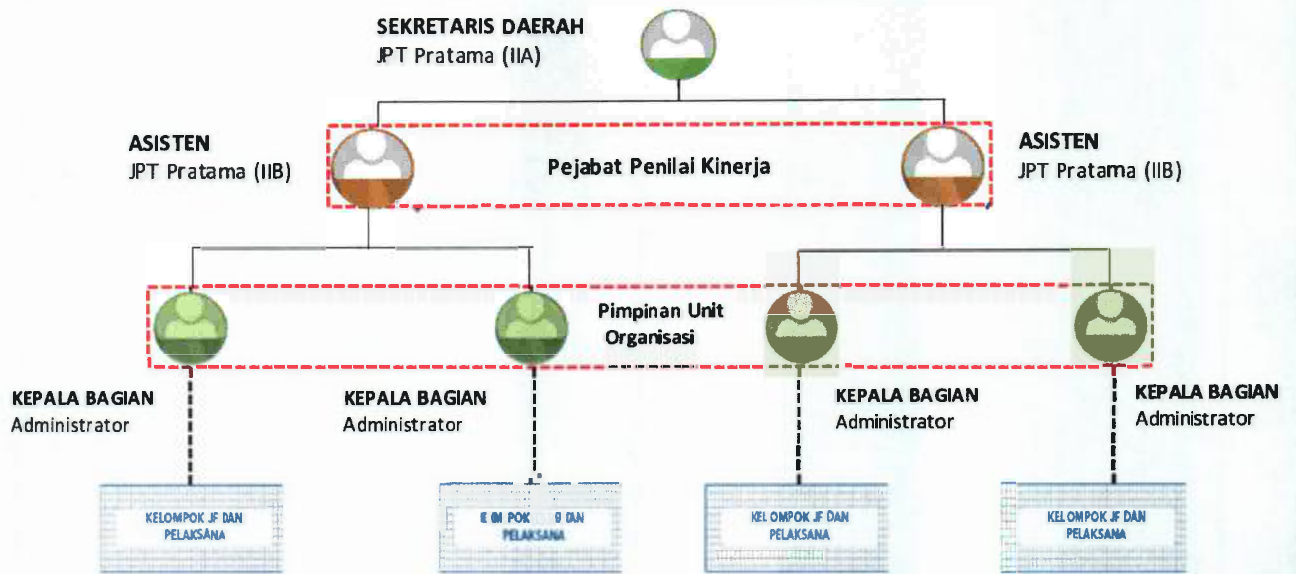 SEKRETARIS DAERAH
JPT Pratama (IIA)
ASISTEN
JPT Pratama (IIB)
Pejabat Penilai Kinerja
ASISTEN
JPT Pratama (IIB)
Pimpinan Unit
Organisasi
KEPALA BAGIAN
Administrator
KEPALA BAGIAN
Administrator
KEPALA BAGIAN
Administrator
KEPALA BAGIAN
Administrator
KELOMPOK JF DAN
PELAKSANA
DAN
PELAKSANA
KELOMPOK JF DAN
PELAKSANA
KELOMPOK JF DAN
PELAKSANA